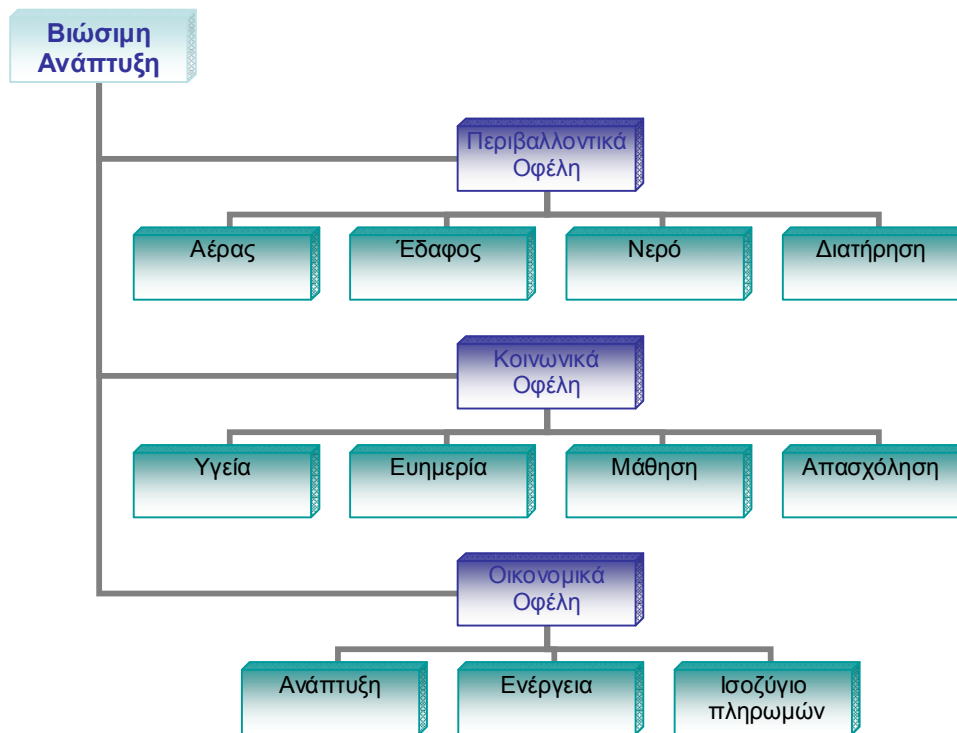 Βιώσιμη
Ανάπτυξη
Περιβαλλοντικά
Οφέλη
Αέρας
Έδαφος
Νερό
Διατήρηση
Κοινωνικά
Οφέλη
Υγεία
Ευημερία
Μάθηση
Απασχόληση
Οικονομικά
Οφέλη
Ανάπτυξη
Ενέργεια
Ισοζύγιο
πληρωμών